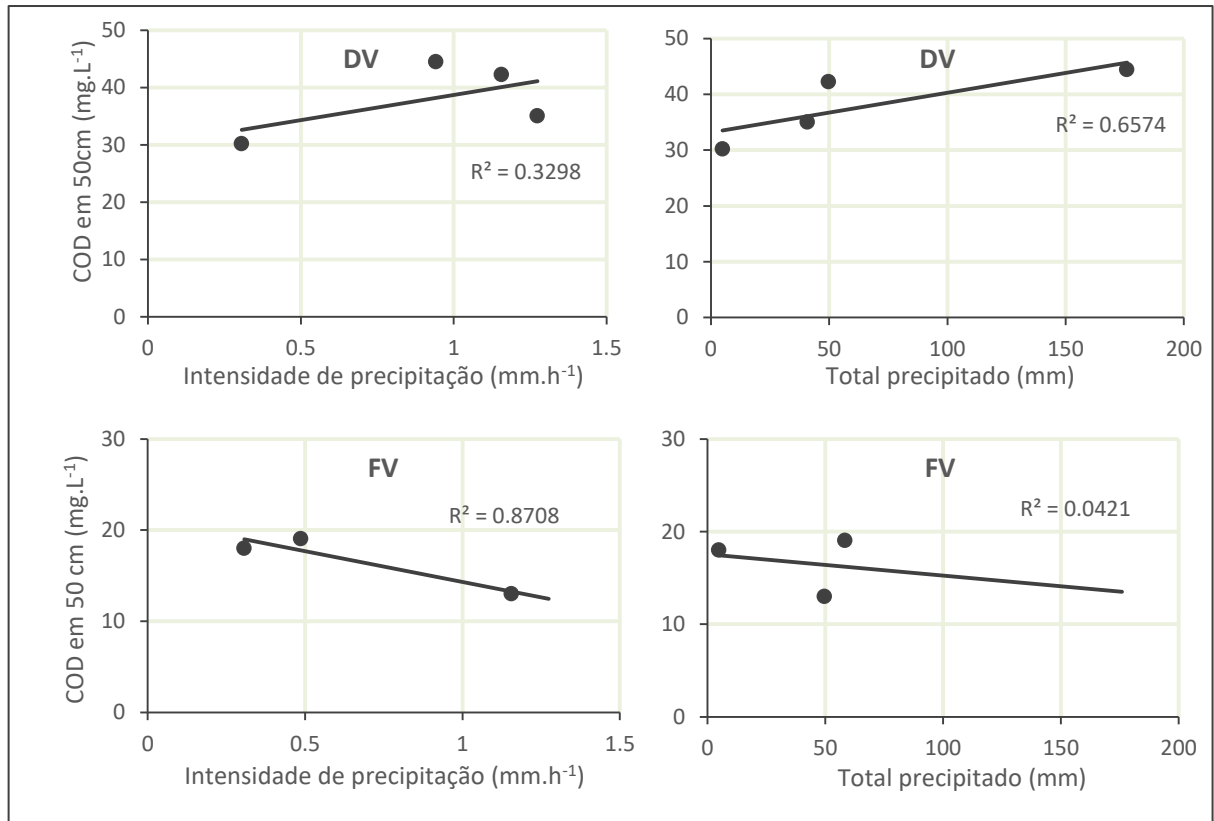 COD em 50cm (mg.L-1)
50
40
30
20
10
0
DV
R² = 0.3298
0
0.5
1
1.5
Intensidade de precipitação (mm.h-1)
50
40
30
20
10
0
DV
R² = 0.6574
0
50
100
150
200
Total precipitado (mm)
COD em 50 cm (mg.L-1)
30
20
10
0
FV
R² = 0.8708
0
0.5
1
1.5
Intensidade de precipitação (mm.h-1)
30
20
10
0
FV
R² = 0.0421
0
50
100
150
200
Total precipitado (mm)